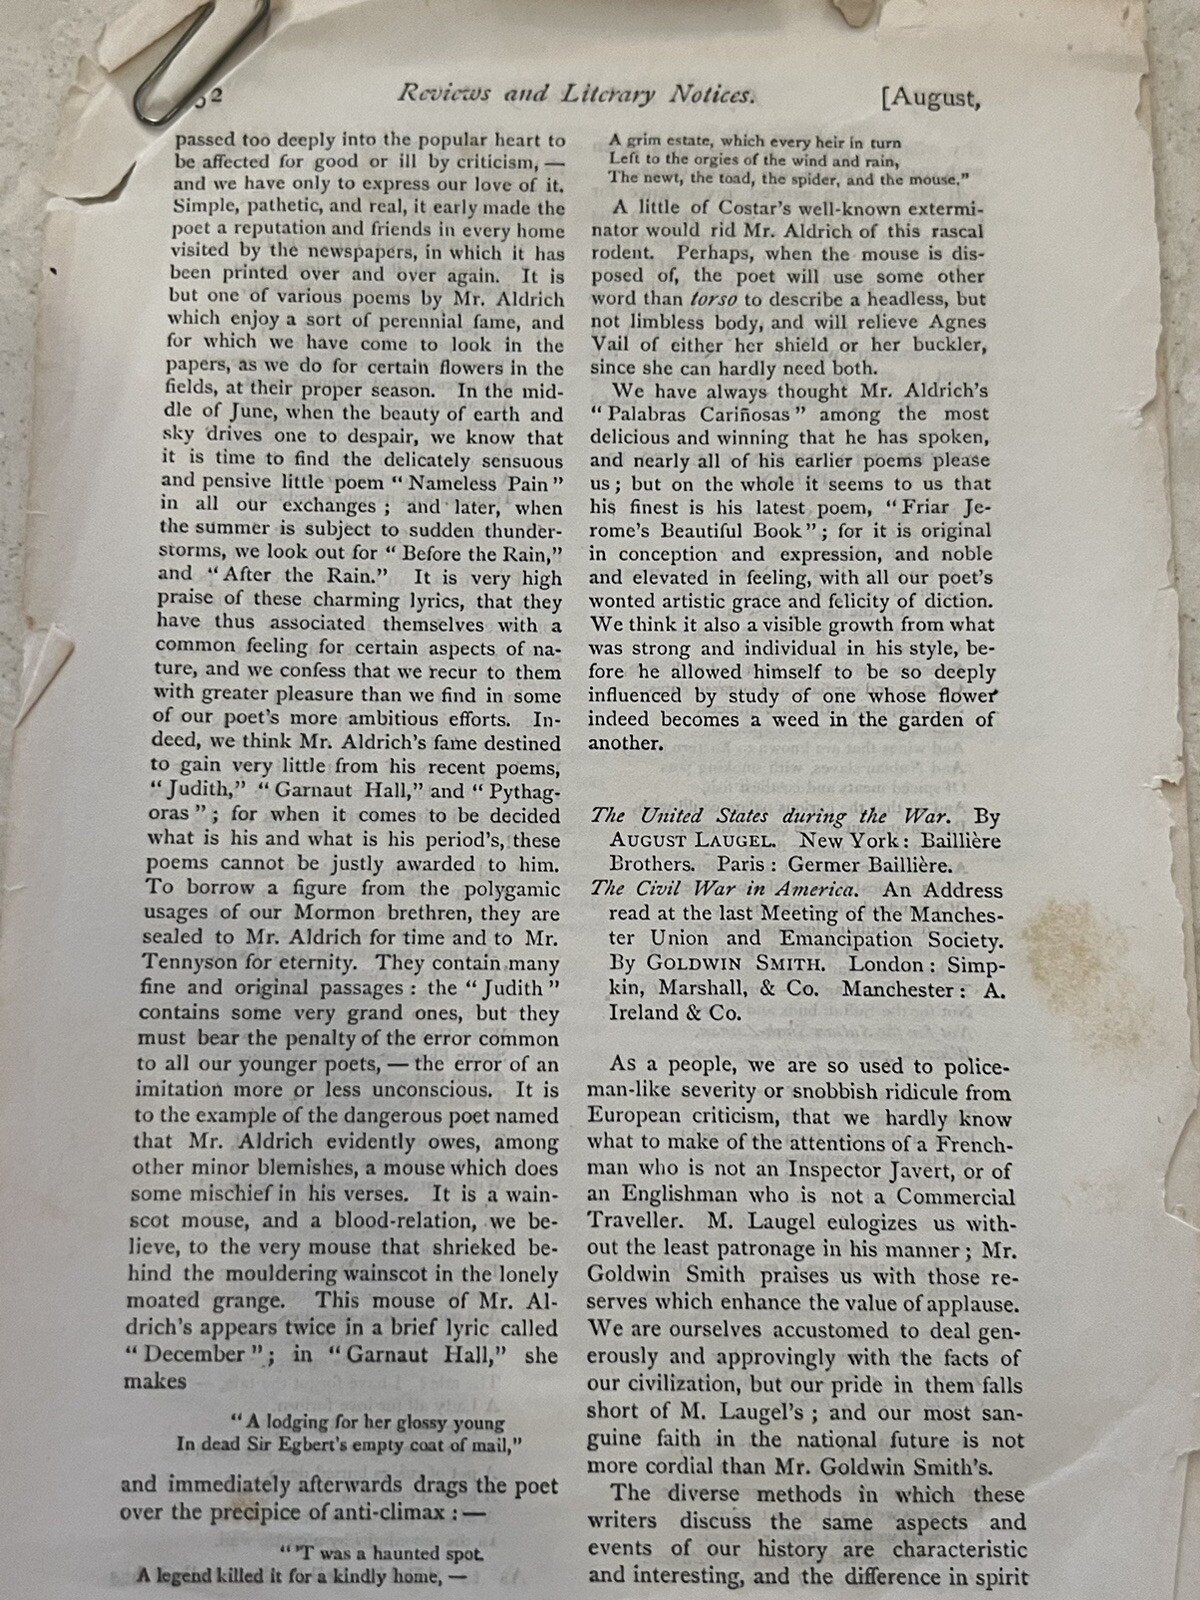 52
Reviews and Literary Notices.
[August,
passed too deeply into the popular heart to
be affected for good or ill by criticism, —
and we have only to express our love of it.
Simple, pathetic, and real, it early made the
poet a reputation and friends in every home
visited by the newspapers, in which it has
been printed over and over again. It is
but one of various poems by Mr. Aldrich
which enjoy a sort of perennial fame, and
for which we have come to look in the
papers, as we do for certain flowers in the
fields, at their proper season. In the mid-
dle of June, when the beauty of earth and
sky drives one to despair, we know that
it is time to find the delicately sensuous
and pensive little poem “Nameless Pain”
in all our exchanges; and later, when
the summer is subject to sudden thunder-
storms, we look out for “Before the Rain,”
and “After the Rain.” It is very high
praise of these charming lyrics, that they
have thus associated themselves with a
common feeling for certain aspects of na-
ture, and we confess that we recur to them
with greater pleasure than we find in some
of our poet's more ambitious efforts. In-
deed, we think Mr. Aldrich's fame destined
to gain very little from his recent poems,
“Judith,” “Garnaut Hall,” and “Pythag-
oras”; for when it comes to be decided
what is his and what is his period's, these
poems cannot be justly awarded to him.
To borrow a figure from the polygamic
usages of our Mormon brethren, they are
sealed to Mr. Aldrich for time and to Mr.
Tennyson for eternity. They contain many
fine and original passages: the “Judith”
contains some very grand ones, but they
must bear the penalty of the error common
to all our younger poets, — the error of an
imitation more or less unconscious. It is
to the example of the dangerous poet named
that Mr. Aldrich evidently owes, among
other minor blemishes, a mouse which does
some mischief in his verses. It is a wain-
scot mouse, and a blood-relation, we be-
lieve, to the very mouse that shrieked be-
hind the mouldering wainscot in the lonely
moated grange. This mouse of Mr. Al-
drich's appears twice in a brief lyric called
“December”; in “Garnaut Hall,” she
makes
“A lodging for her glossy young
In dead Sir Egbert's empty coat of mail,”
and immediately afterwards drags the poet
over the precipice of anti-climax: —
“'T was a haunted spot.
A legend killed it for a kindly home, —
A grim estate, which every heir in turn
Left to the orgies of the wind and rain,
The newt, the toad, the spider, and the mouse.”
A little of Costar's well-known extermi-
nator would rid Mr. Aldrich of this rascal
rodent. Perhaps, when the mouse is dis-
posed of, the poet will use some other
word than torso to describe a headless, but
not limbless body, and will relieve Agnes
Vail of either her shield or her buckler,
since she can hardly need both.
We have always thought Mr. Aldrich's
“Palabras Cariñosas” among the most
delicious and winning that he has spoken,
and nearly all of his earlier poems please
us; but on the whole it seems to us that
his finest is his latest poem, “Friar Je-
rome's Beautiful Book”; for it is original
in conception and expression, and noble
and elevated in feeling, with all our poet's
wonted artistic grace and felicity of diction.
We think it also a visible growth from what
was strong and individual in his style, be-
fore he allowed himself to be so deeply
influenced by study of one whose flower
indeed becomes a weed in the garden of
another.
The United States during the War. By
AUGUST LAUGEL. New York: Baillière
Brothers. Paris: Germer Baillière.
The Civil War in America. An Address
read at the last Meeting of the Manches-
ter Union and Emancipation Society.
By GOLDWIN SMITH. London: Simp-
kin, Marshall, & Co. Manchester: A.
Ireland & Co.
As a people, we are so used to police-
man-like severity or snobbish ridicule from
European criticism, that we hardly know
what to make of the attentions of a French-
man who is not an Inspector Javert, or of
an Englishman who is not a Commercial
Traveller. M. Laugel eulogizes us with-
out the least patronage in his manner; Mr.
Goldwin Smith praises us with those re-
serves which enhance the value of applause.
We are ourselves accustomed to deal gen-
erously and approvingly with the facts of
our civilization, but our pride in them falls
short of M. Laugel's; and our most san-
guine faith in the national future is not
more cordial than Mr. Goldwin Smith's.
The diverse methods in which these
writers discuss the same aspects and
events of our history are characteristic
and interesting, and the difference in spirit